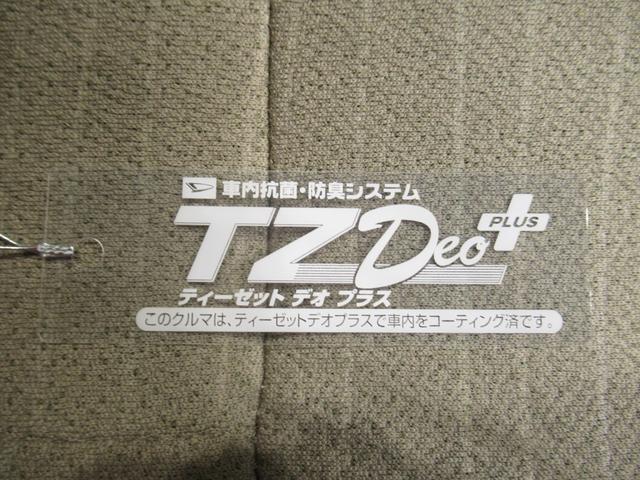 車内抗菌・防臭システム
TZ Deo PLUS
ティーゼット デオ プラス
このクルマは、ティーゼットデオプラスで車内をコーティング済です。